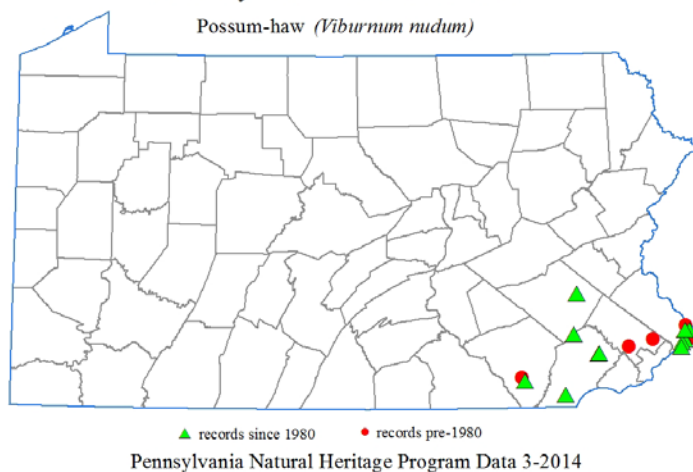 Possum-haw (Viburnum nudum)
records since 1980 records pre-1980
Pennsylvania Natural Heritage Program Data 3-2014